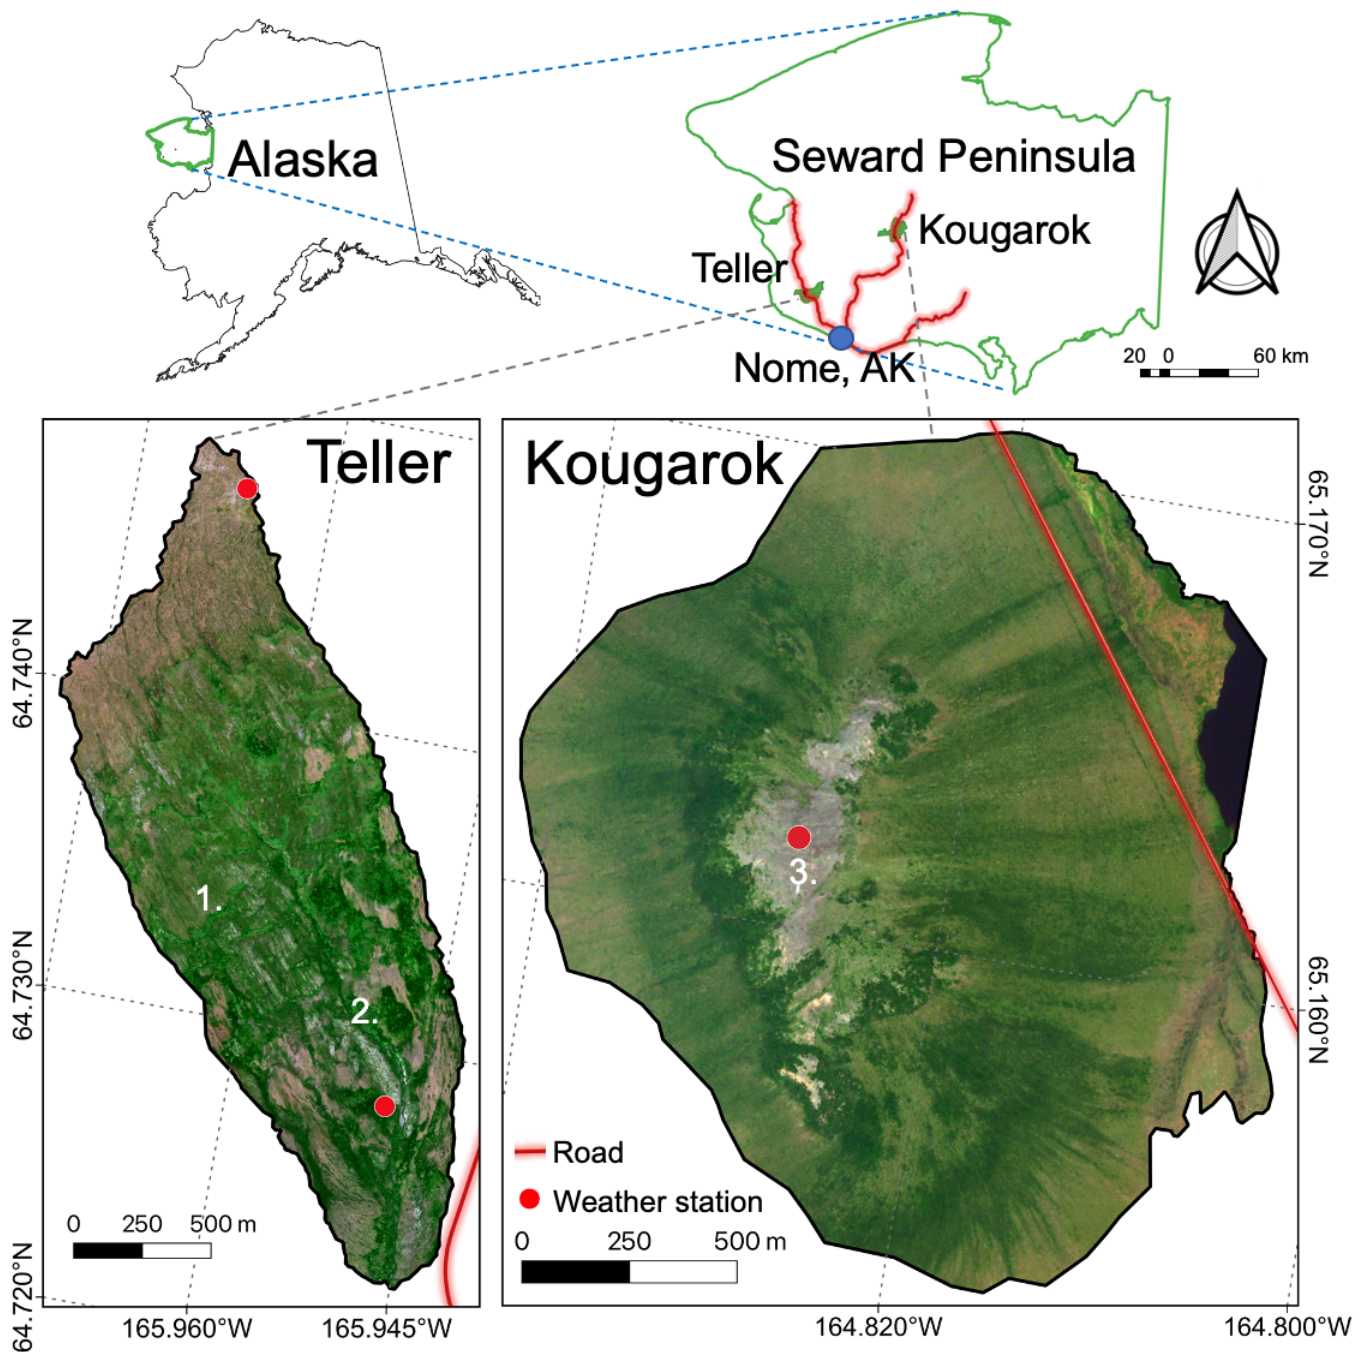 Alaska
Seward Peninsula
Kougarok
Teller
Nome, AK
20 0 60 km
Teller
Kougarok
65.170°N
64.740°N
1.
3.
64.730°N
2.
65.160°N
Road
Weather station
0 250 500 m
0 250 500 m
64.720°N
165.960°W 165.945°W
164.820°W 164.800°W